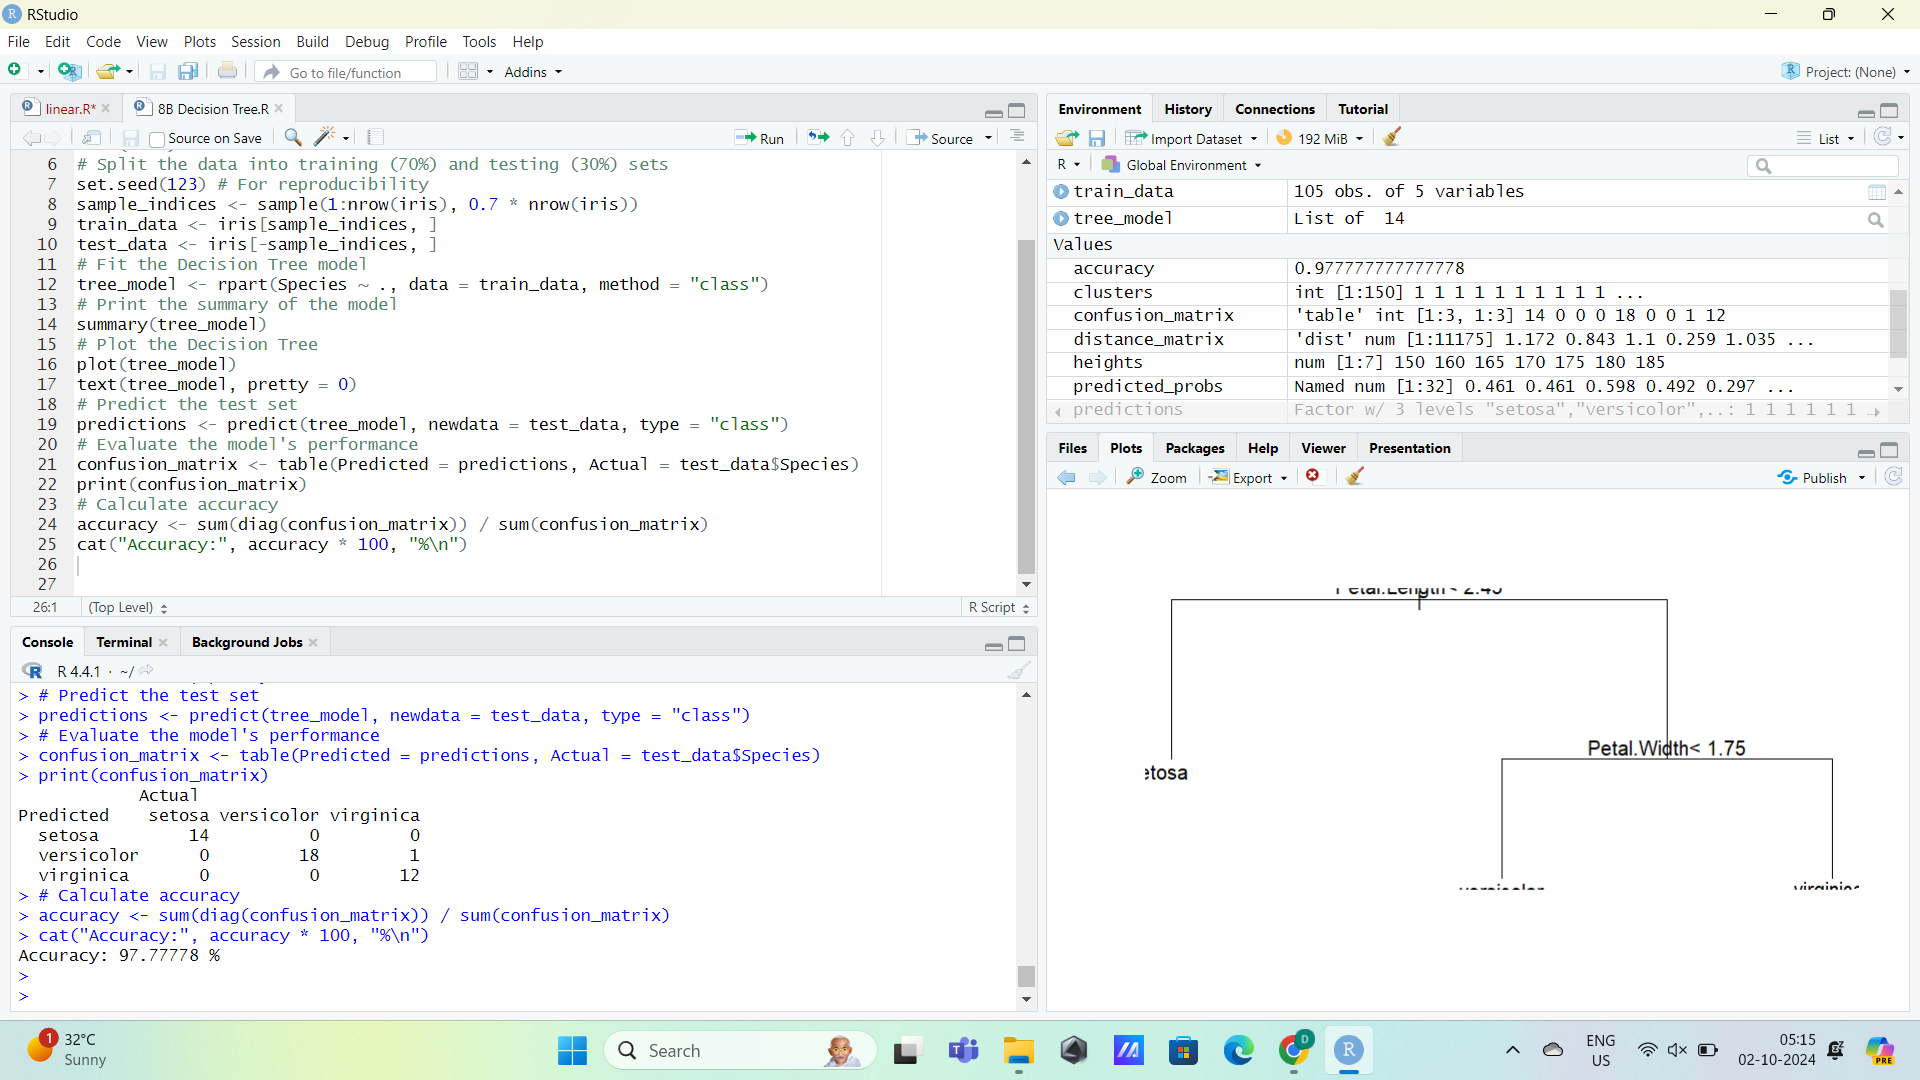 RStudio
File Edit Code View Plots Session Build Debug Profile Tools Help
Go to file/function Addins Project: (None)
linear.R* 8B Decision Tree.R
Source on Save Run Source
6 # Split the data into training (70%) and testing (30%) sets
7 set.seed(123) # For reproducibility
8 sample_indices <- sample(1:nrow(iris), 0.7 * nrow(iris))
9 train_data <- iris[sample_indices, ]
10 test_data <- iris[-sample_indices, ]
11 # Fit the Decision Tree model
12 tree_model <- rpart(Species ~ ., data = train_data, method = "class")
13 # Print the summary of the model
14 summary(tree_model)
15 # Plot the Decision Tree
16 plot(tree_model)
17 text(tree_model, pretty = 0)
18 # Predict the test set
19 predictions <- predict(tree_model, newdata = test_data, type = "class")
20 # Evaluate the model's performance
21 confusion_matrix <- table(Predicted = predictions, Actual = test_data$Species)
22 print(confusion_matrix)
23 # Calculate accuracy
24 accuracy <- sum(diag(confusion_matrix)) / sum(confusion_matrix)
25 cat("Accuracy:", accuracy * 100, "%\n")
26
27
26:1 (Top Level) R Script
Console Terminal Background Jobs
R 4.4.1 · ~/
> # Predict the test set
> predictions <- predict(tree_model, newdata = test_data, type = "class")
> # Evaluate the model's performance
> confusion_matrix <- table(Predicted = predictions, Actual = test_data$Species)
> print(confusion_matrix)
Actual
Predicted setosa versicolor virginica
setosa 14 0 0
versicolor 0 18 1
virginica 0 0 12
> # Calculate accuracy
> accuracy <- sum(diag(confusion_matrix)) / sum(confusion_matrix)
> cat("Accuracy:", accuracy * 100, "%\n")
Accuracy: 97.77778 %
>
>
Environment History Connections Tutorial
Import Dataset 192 MiB List
R Global Environment
train_data 105 obs. of 5 variables
tree_model List of 14
Values
accuracy 0.977777777777778
clusters int [1:150] 1 1 1 1 1 1 1 1 1 1 ...
confusion_matrix 'table' int [1:3, 1:3] 14 0 0 0 18 0 0 1 12
distance_matrix 'dist' num [1:11175] 1.172 0.843 1.1 0.259 1.035 ...
heights num [1:7] 150 160 165 170 175 180 185
predicted_probs Named num [1:32] 0.461 0.461 0.598 0.492 0.297 ...
predictions Factor w/ 3 levels "setosa","versicolor",..: 1 1 1 1 1 1
Files Plots Packages Help Viewer Presentation
Zoom Export Publish
Petal.Length< 2.45
etosa
Petal.Width< 1.75
versicolor virginic
1 32°C
Sunny
Search
D
PRE
ENG
US
05:15
02-10-2024